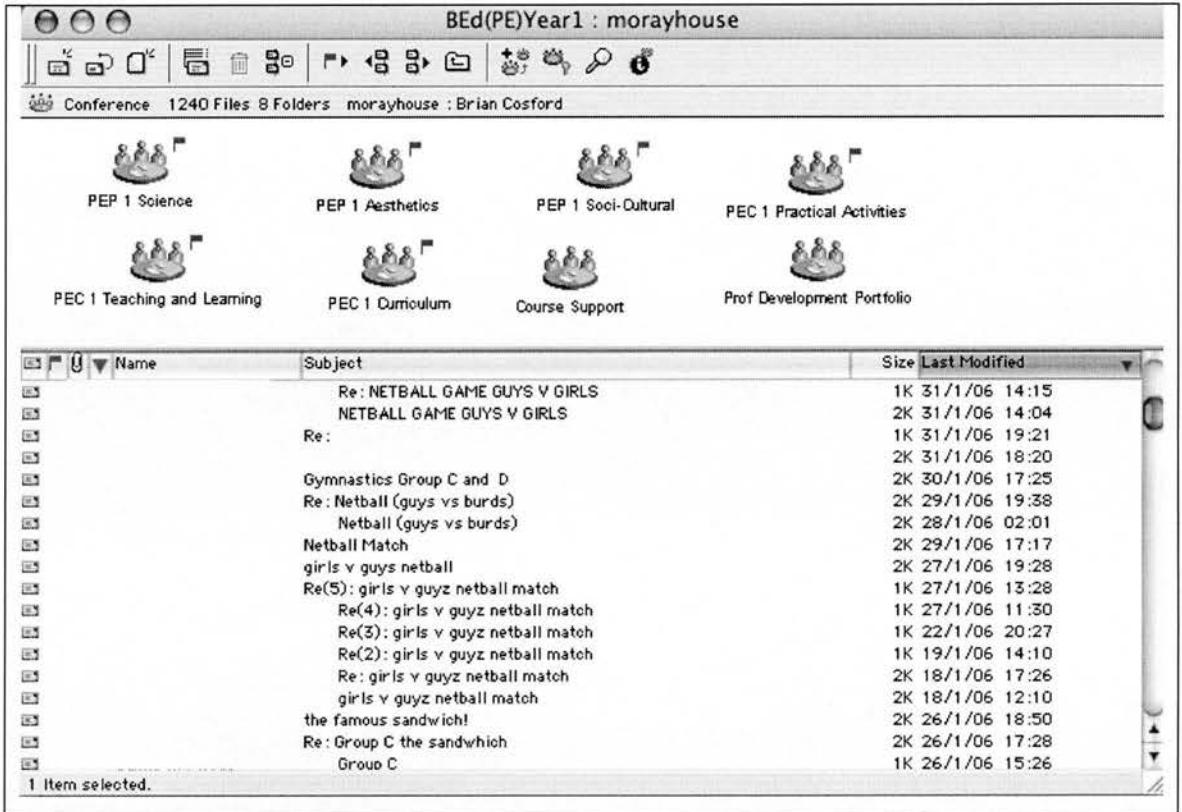 BEd(PE)Year1 : morayhouse
Conference 1240 Files 8 Folders morayhouse : Brian Cosford
PEP 1 Science PEP 1 Aesthetics PEP 1 Soci-Cultural PEC 1 Practical Activities
PEC 1 Teaching and Learning PEC 1 Curriculum Course Support Prof Development Portfolio
Name Subject Size Last Modified
Re: NETBALL GAME GUYS V GIRLS 1K 31/1/06 14:15
NETBALL GAME GUYS V GIRLS 2K 31/1/06 14:04
Re: 1K 31/1/06 19:21
2K 31/1/06 18:20
Gymnastics Group C and D 2K 30/1/06 17:25
Re: Netball (guys vs burds) 2K 29/1/06 19:38
Netball (guys vs burds) 2K 28/1/06 02:01
Netball Match 2K 29/1/06 17:17
girls v guys netball 2K 27/1/06 19:28
Re(5): girls v guyz netball match 1K 27/1/06 13:28
Re(4): girls v guyz netball match 1K 27/1/06 11:30
Re(3): girls v guyz netball match 1K 22/1/06 20:27
Re(2): girls v guyz netball match 1K 19/1/06 14:10
Re: girls v guyz netball match 2K 18/1/06 17:26
girls v guyz netball match 2K 18/1/06 12:10
the famous sandwich! 2K 26/1/06 18:50
Re: Group C the sandwhich 2K 26/1/06 17:28
Group C 1K 26/1/06 15:26
1 Item selected.